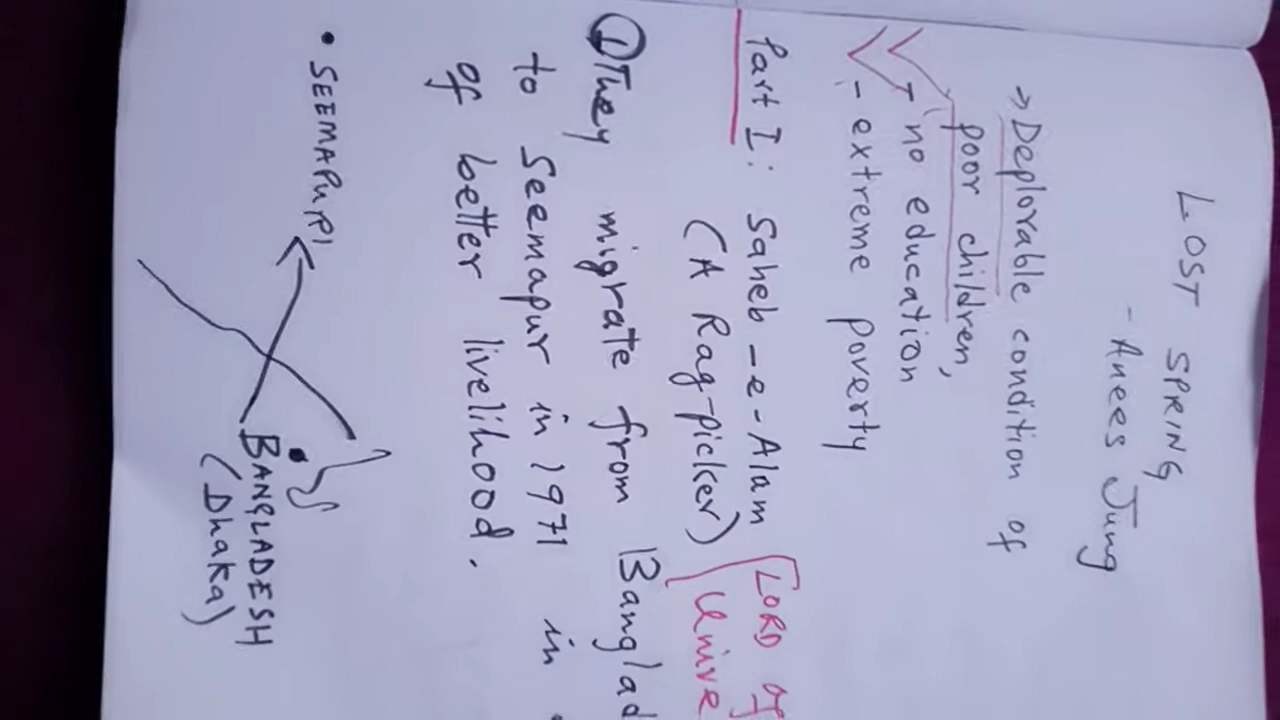 LOST SPRING
- Anees Jung
→ Deplorable condition of
poor children,
- no education
- extreme poverty
Part I: Saheb-e-Alam (LORD of
(A Rag-picker) Unive
① They migrate from Banglad
to Seemapur in 1971 in
of better livelihood.
• SEEMAPURI
BANGLADESH
(Dhaka)